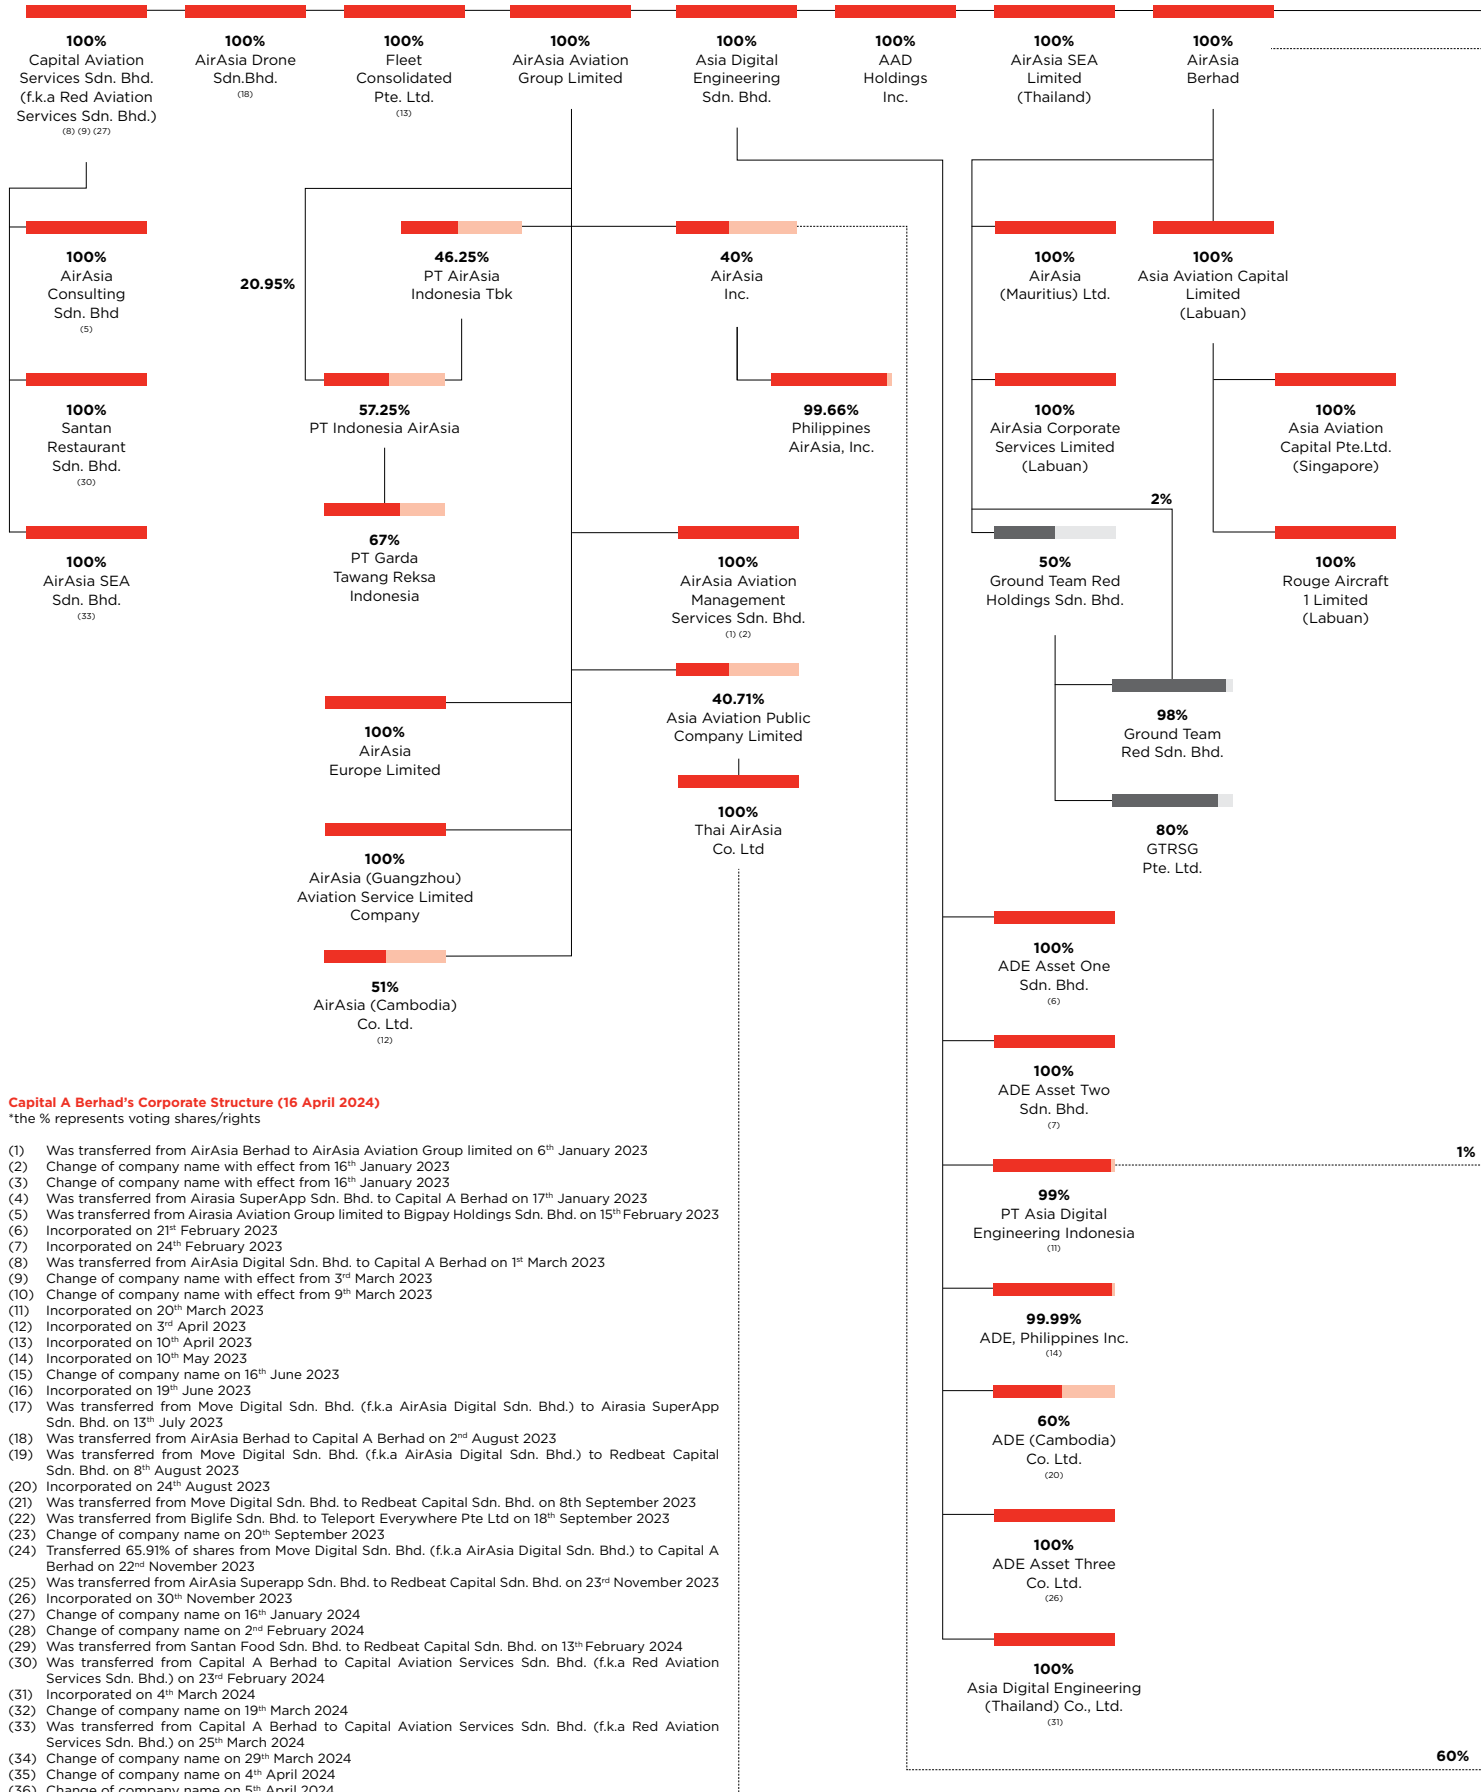 100%
Capital Aviation
Services Sdn. Bhd.
(f.k.a Red Aviation
Services Sdn. Bhd.)
(8) (9) (27)
100%
AirAsia Drone
Sdn.Bhd.
(18)
100%
Fleet
Consolidated
Pte. Ltd.
(13)
100%
AirAsia Aviation
Group Limited
100%
Asia Digital
Engineering
Sdn. Bhd.
100%
AAD
Holdings
Inc.
100%
AirAsia SEA
Limited
(Thailand)
100%
AirAsia
Berhad
100%
AirAsia
Consulting
Sdn. Bhd
(5)
20.95%
46.25%
PT AirAsia
Indonesia Tbk
40%
AirAsia
Inc.
100%
AirAsia
(Mauritius) Ltd.
100%
Asia Aviation Capital
Limited
(Labuan)
100%
Santan
Restaurant
Sdn. Bhd.
(30)
57.25%
PT Indonesia AirAsia
99.66%
Philippines
AirAsia, Inc.
100%
AirAsia Corporate
Services Limited
(Labuan)
100%
Asia Aviation
Capital Pte.Ltd.
(Singapore)
2%
100%
AirAsia SEA
Sdn. Bhd.
(33)
67%
PT Garda
Tawang Reksa
Indonesia
100%
AirAsia Aviation
Management
Services Sdn. Bhd.
(1) (2)
50%
Ground Team Red
Holdings Sdn. Bhd.
100%
Rouge Aircraft
1 Limited
(Labuan)
40.71%
Asia Aviation Public
Company Limited
98%
Ground Team
Red Sdn. Bhd.
100%
AirAsia
Europe Limited
100%
Thai AirAsia
Co. Ltd
80%
GTRSG
Pte. Ltd.
100%
AirAsia (Guangzhou)
Aviation Service Limited
Company
51%
AirAsia (Cambodia)
Co. Ltd.
(12)
100%
ADE Asset One
Sdn. Bhd.
(6)
100%
ADE Asset Two
Sdn. Bhd.
(7)
1%
99%
PT Asia Digital
Engineering Indonesia
(11)
99.99%
ADE, Philippines Inc.
(14)
60%
ADE (Cambodia)
Co. Ltd.
(20)
100%
ADE Asset Three
Co. Ltd.
(26)
100%
Asia Digital Engineering
(Thailand) Co., Ltd.
(31)
60%
Capital A Berhad's Corporate Structure (16 April 2024)
*the % represents voting shares/rights
(1) Was transferred from AirAsia Berhad to AirAsia Aviation Group limited on 6th January 2023
(2) Change of company name with effect from 16th January 2023
(3) Change of company name with effect from 16th January 2023
(4) Was transferred from Airasia SuperApp Sdn. Bhd. to Capital A Berhad on 17th January 2023
(5) Was transferred from Airasia Aviation Group limited to Bigpay Holdings Sdn. Bhd. on 15th February 2023
(6) Incorporated on 21st February 2023
(7) Incorporated on 24th February 2023
(8) Was transferred from AirAsia Digital Sdn. Bhd. to Capital A Berhad on 1st March 2023
(9) Change of company name with effect from 3rd March 2023
(10) Change of company name with effect from 9th March 2023
(11) Incorporated on 20th March 2023
(12) Incorporated on 3rd April 2023
(13) Incorporated on 10th April 2023
(14) Incorporated on 10th May 2023
(15) Change of company name on 16th June 2023
(16) Incorporated on 19th June 2023
(17) Was transferred from Move Digital Sdn. Bhd. (f.k.a AirAsia Digital Sdn. Bhd.) to Airasia SuperApp
Sdn. Bhd. on 13th July 2023
(18) Was transferred from AirAsia Berhad to Capital A Berhad on 2nd August 2023
(19) Was transferred from Move Digital Sdn. Bhd. (f.k.a AirAsia Digital Sdn. Bhd.) to Redbeat Capital
Sdn. Bhd. on 8th August 2023
(20) Incorporated on 24th August 2023
(21) Was transferred from Move Digital Sdn. Bhd. to Redbeat Capital Sdn. Bhd. on 8th September 2023
(22) Was transferred from Biglife Sdn. Bhd. to Teleport Everywhere Pte Ltd on 18th September 2023
(23) Change of company name on 20th September 2023
(24) Transferred 65.91% of shares from Move Digital Sdn. Bhd. (f.k.a AirAsia Digital Sdn. Bhd.) to Capital A
Berhad on 22nd November 2023
(25) Was transferred from AirAsia Superapp Sdn. Bhd. to Redbeat Capital Sdn. Bhd. on 23rd November 2023
(26) Incorporated on 30th November 2023
(27) Change of company name on 16th January 2024
(28) Change of company name on 2nd February 2024
(29) Was transferred from Santan Food Sdn. Bhd. to Redbeat Capital Sdn. Bhd. on 13th February 2024
(30) Was transferred from Capital A Berhad to Capital Aviation Services Sdn. Bhd. (f.k.a Red Aviation
Services Sdn. Bhd.) on 23rd February 2024
(31) Incorporated on 4th March 2024
(32) Change of company name on 19th March 2024
(33) Was transferred from Capital A Berhad to Capital Aviation Services Sdn. Bhd. (f.k.a Red Aviation
Services Sdn. Bhd.) on 25th March 2024
(34) Change of company name on 29th March 2024
(35) Change of company name on 4th April 2024
(36) Change of company name on 5th April 2024